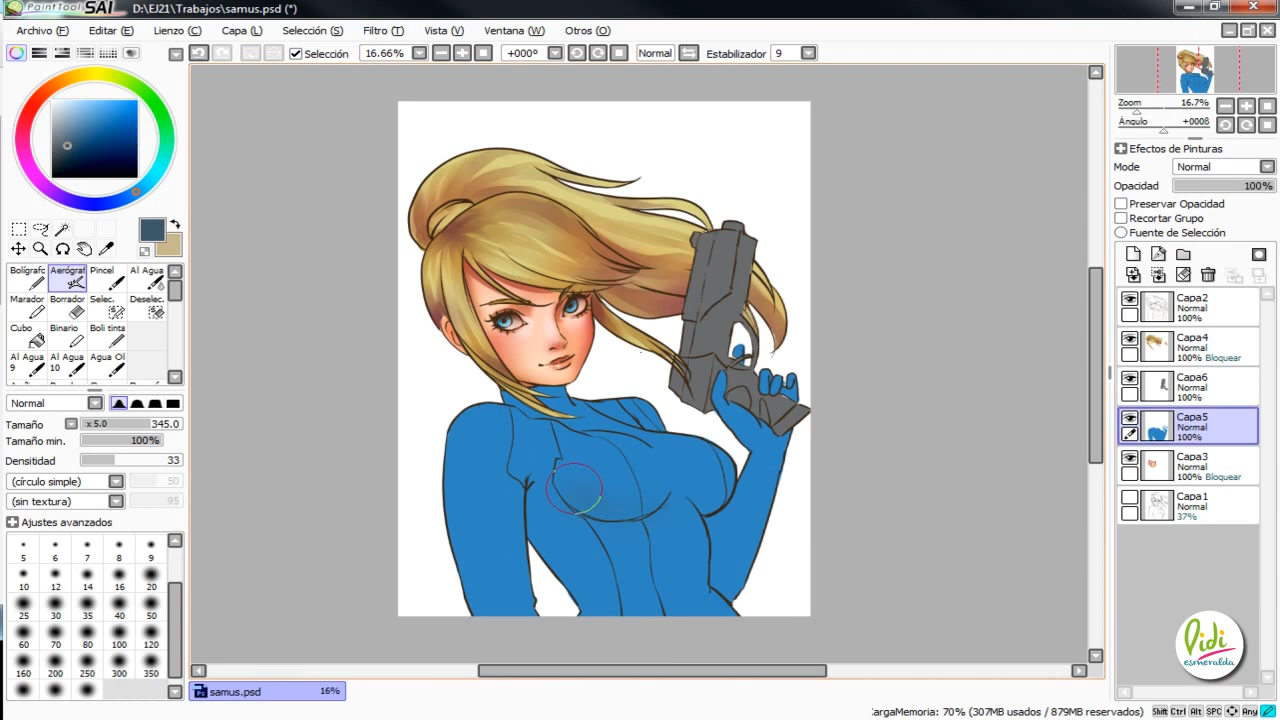 PaintTool SAI D:\EJ21\Trabajos\samus.psd (*)
Archivo (F) Editar (E) Lienzo (C) Capa (L) Selección (S) Filtro (T) Vista (V) Ventana (W) Otros (O)
Selección 16.66% +000º Normal Estabilizador 9
Zoom 16.7%
Ángulo +000º
Efectos de Pinturas
Mode Normal
Opacidad 100%
Preservar Opacidad
Recortar Grupo
Fuente de Selección
Bolígrafo Aerógraf Pincel Al Agua
Marador Borrador Selec. Deselec.
Cubo Binario Boli tinta
Al Agua 9 Al Agua 10 Agua Ol
Normal
Tamaño x 5.0 345.0
Tamaño min. 100%
Densitidad 33
(círculo simple) 50
(sin textura) 95
Ajustes avanzados
5 6 7 8 9
10 12 14 16 20
25 30 35 40 50
60 70 80 100 120
160 200 250 300 350
Capa2
Normal
100%
Capa4
Normal
100% Bloquear
Capa6
Normal
100%
Capa5
Normal
100%
Capa3
Normal
100% Bloquear
Capa1
Normal
37%
Pidi
esmeralda
samus.psd 16%
CargaMemoria: 70% (307MB usados / 879MB reservados) Shift Ctrl Alt SPC Any